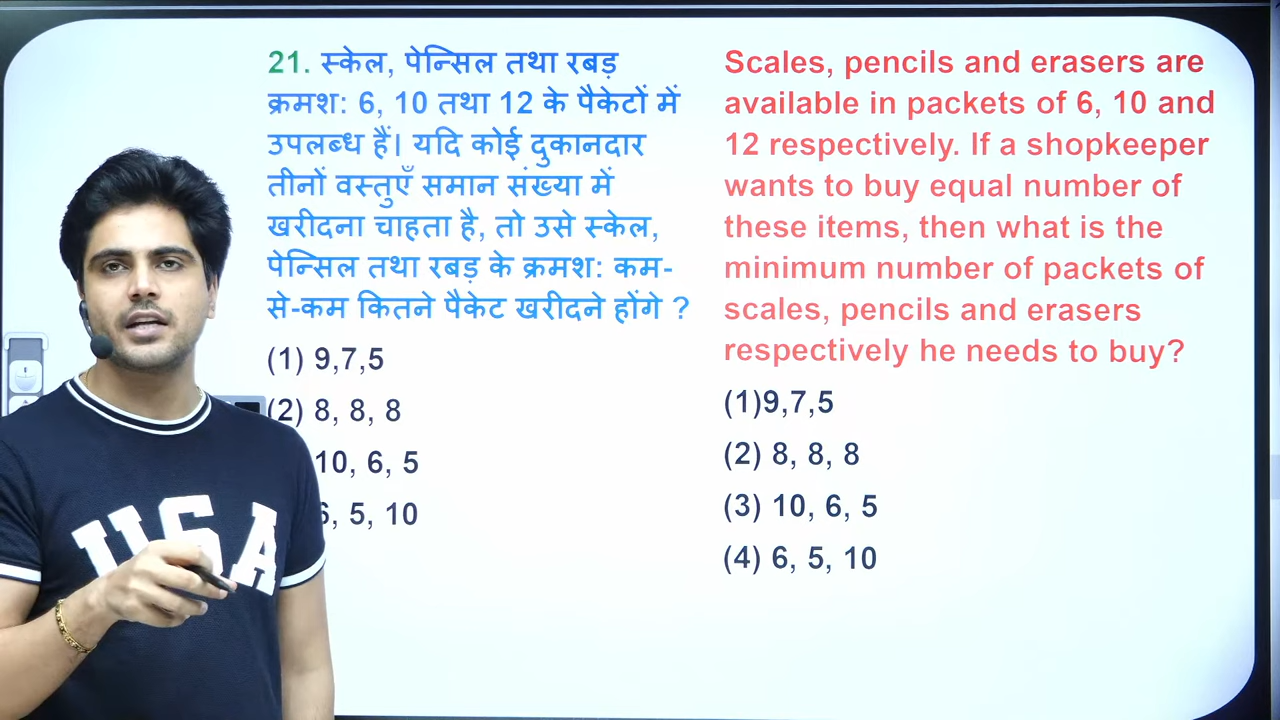 21. स्केल, पेन्सिल तथा रबड़
क्रमश: 6, 10 तथा 12 के पैकेटों में
उपलब्ध हैं। यदि कोई दुकानदार
तीनों वस्तुएँ समान संख्या में
खरीदना चाहता है, तो उसे स्केल,
पेन्सिल तथा रबड़ के क्रमश: कम-
से-कम कितने पैकेट खरीदने होंगे ?
(1) 9,7,5
(2) 8, 8, 8
10, 6, 5
6, 5, 10
Scales, pencils and erasers are
available in packets of 6, 10 and
12 respectively. If a shopkeeper
wants to buy equal number of
these items, then what is the
minimum number of packets of
scales, pencils and erasers
respectively he needs to buy?
(1)9,7,5
(2) 8, 8, 8
(3) 10, 6, 5
(4) 6, 5, 10
USA